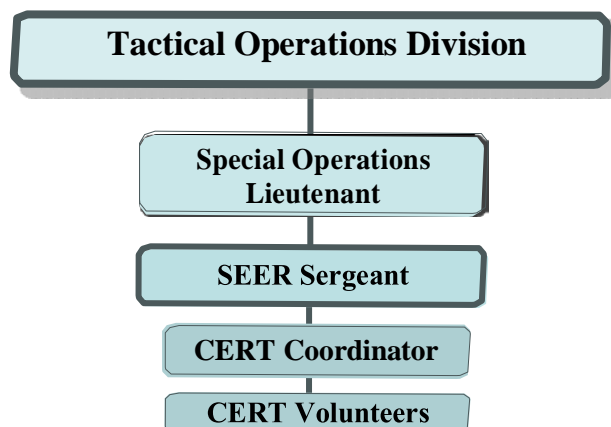 Tactical Operations Division
Special Operations
Lieutenant
SEER Sergeant
CERT Coordinator
CERT Volunteers